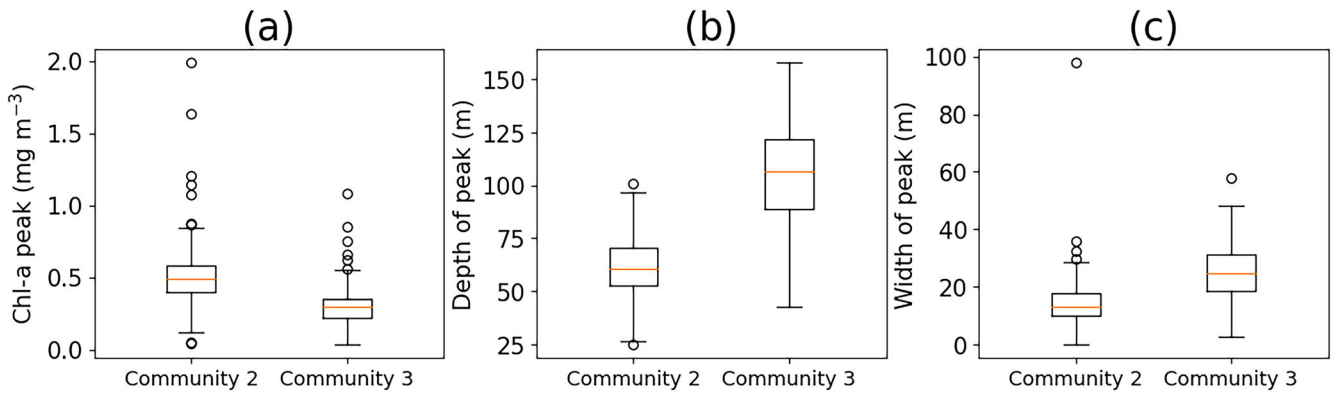 (a)
Chl-a peak (mg m⁻³)
2.0
1.5
1.0
0.5
0.0
Community 2 Community 3
(b)
Depth of peak (m)
150
125
100
75
50
25
Community 2 Community 3
(c)
Width of peak (m)
100
80
60
40
20
0
Community 2 Community 3